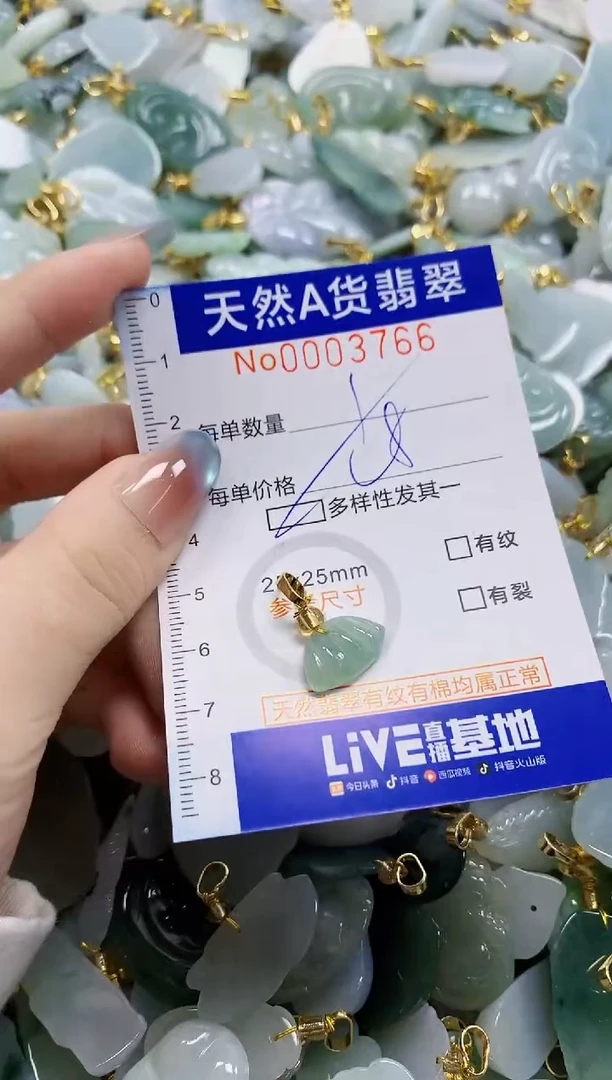 天然A货翡翠
No0003766
0
1
2
4
5
6
7
8
每单数量
每单价格
多样性发其一
25mm
尺寸
有纹
有裂
天然翡翠有纹有棉均属正常
LiVE直播基地
今日头条 抖音 西瓜视频 抖音火山版